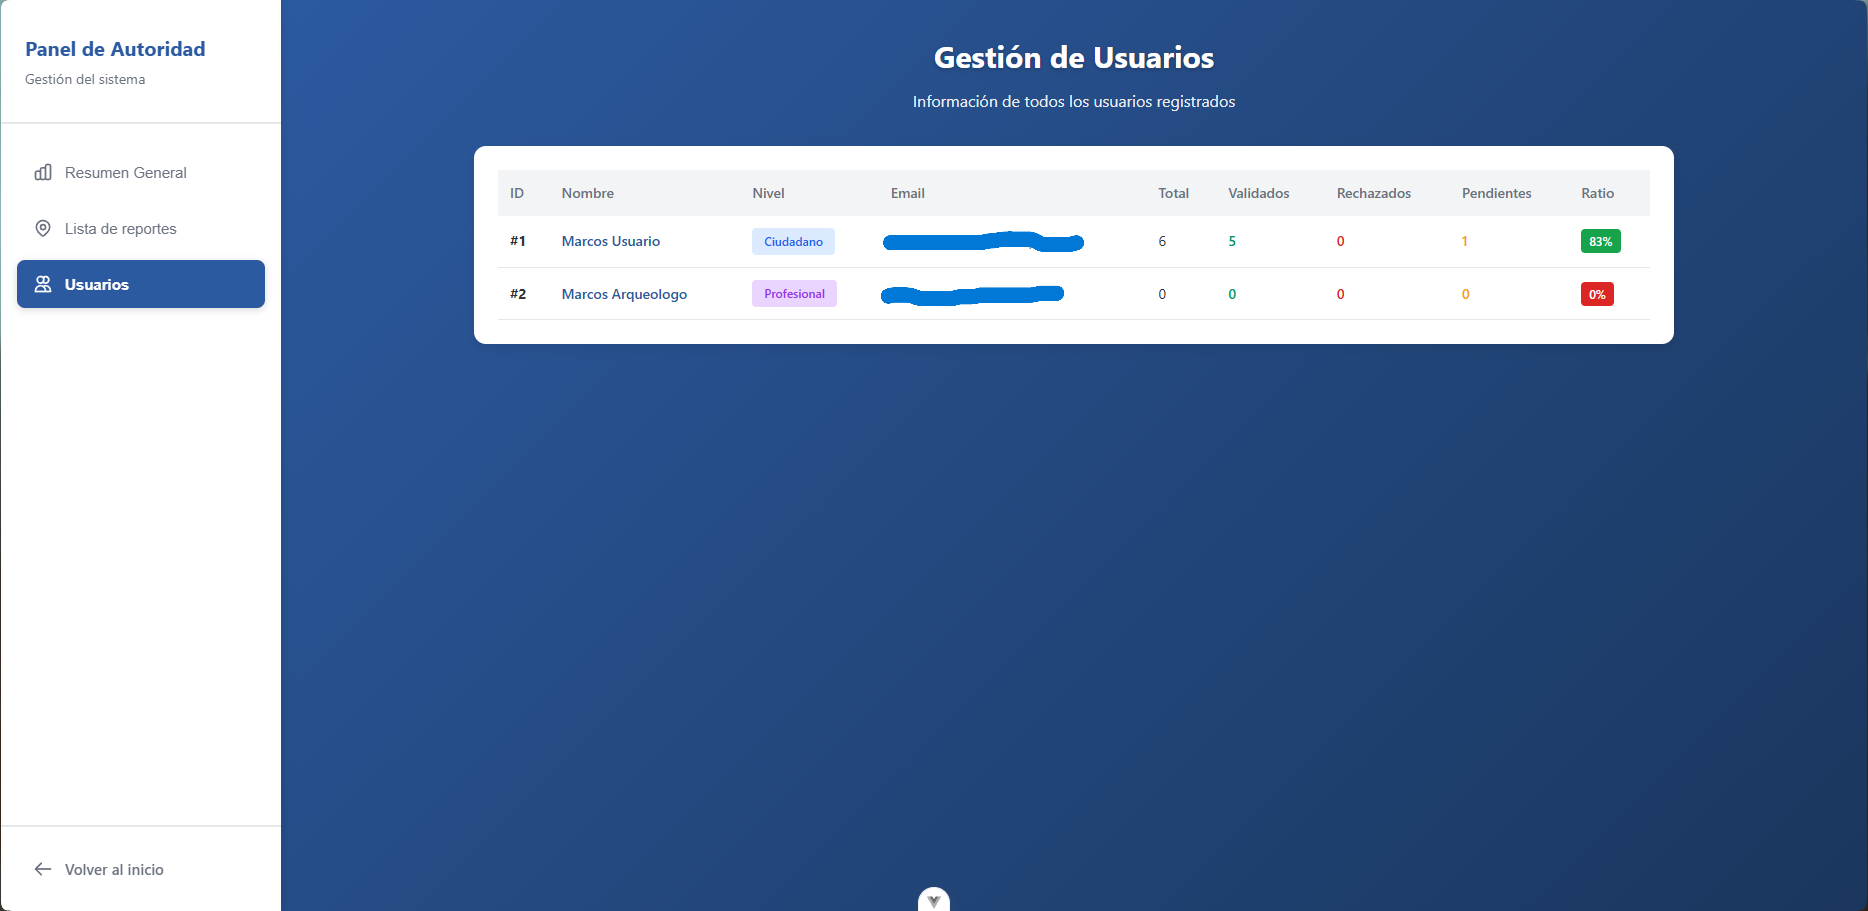 Panel de Autoridad
Gestión del sistema
Resumen General
Lista de reportes
Usuarios
Volver al inicio
Gestión de Usuarios
Información de todos los usuarios registrados
ID Nombre Nivel Email Total Validados Rechazados Pendientes Ratio
#1 Marcos Usuario Ciudadano 6 5 0 1 83%
#2 Marcos Arqueologo Profesional 0 0 0 0 0%